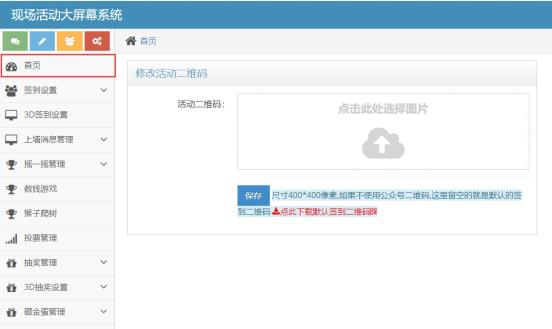 现场活动大屏幕系统
首页
首页
签到设置
3D签到设置
上墙消息管理
摇一摇管理
数钱游戏
猴子爬树
投票管理
抽奖管理
3D抽奖设置
砸金蛋管理
修改活动二维码
活动二维码:
点击此处选择图片
保存 尺寸400*400像素,如果不使用公众号二维码,这里留空的就是默认的签
到二维码 点此下载默认签到二维码